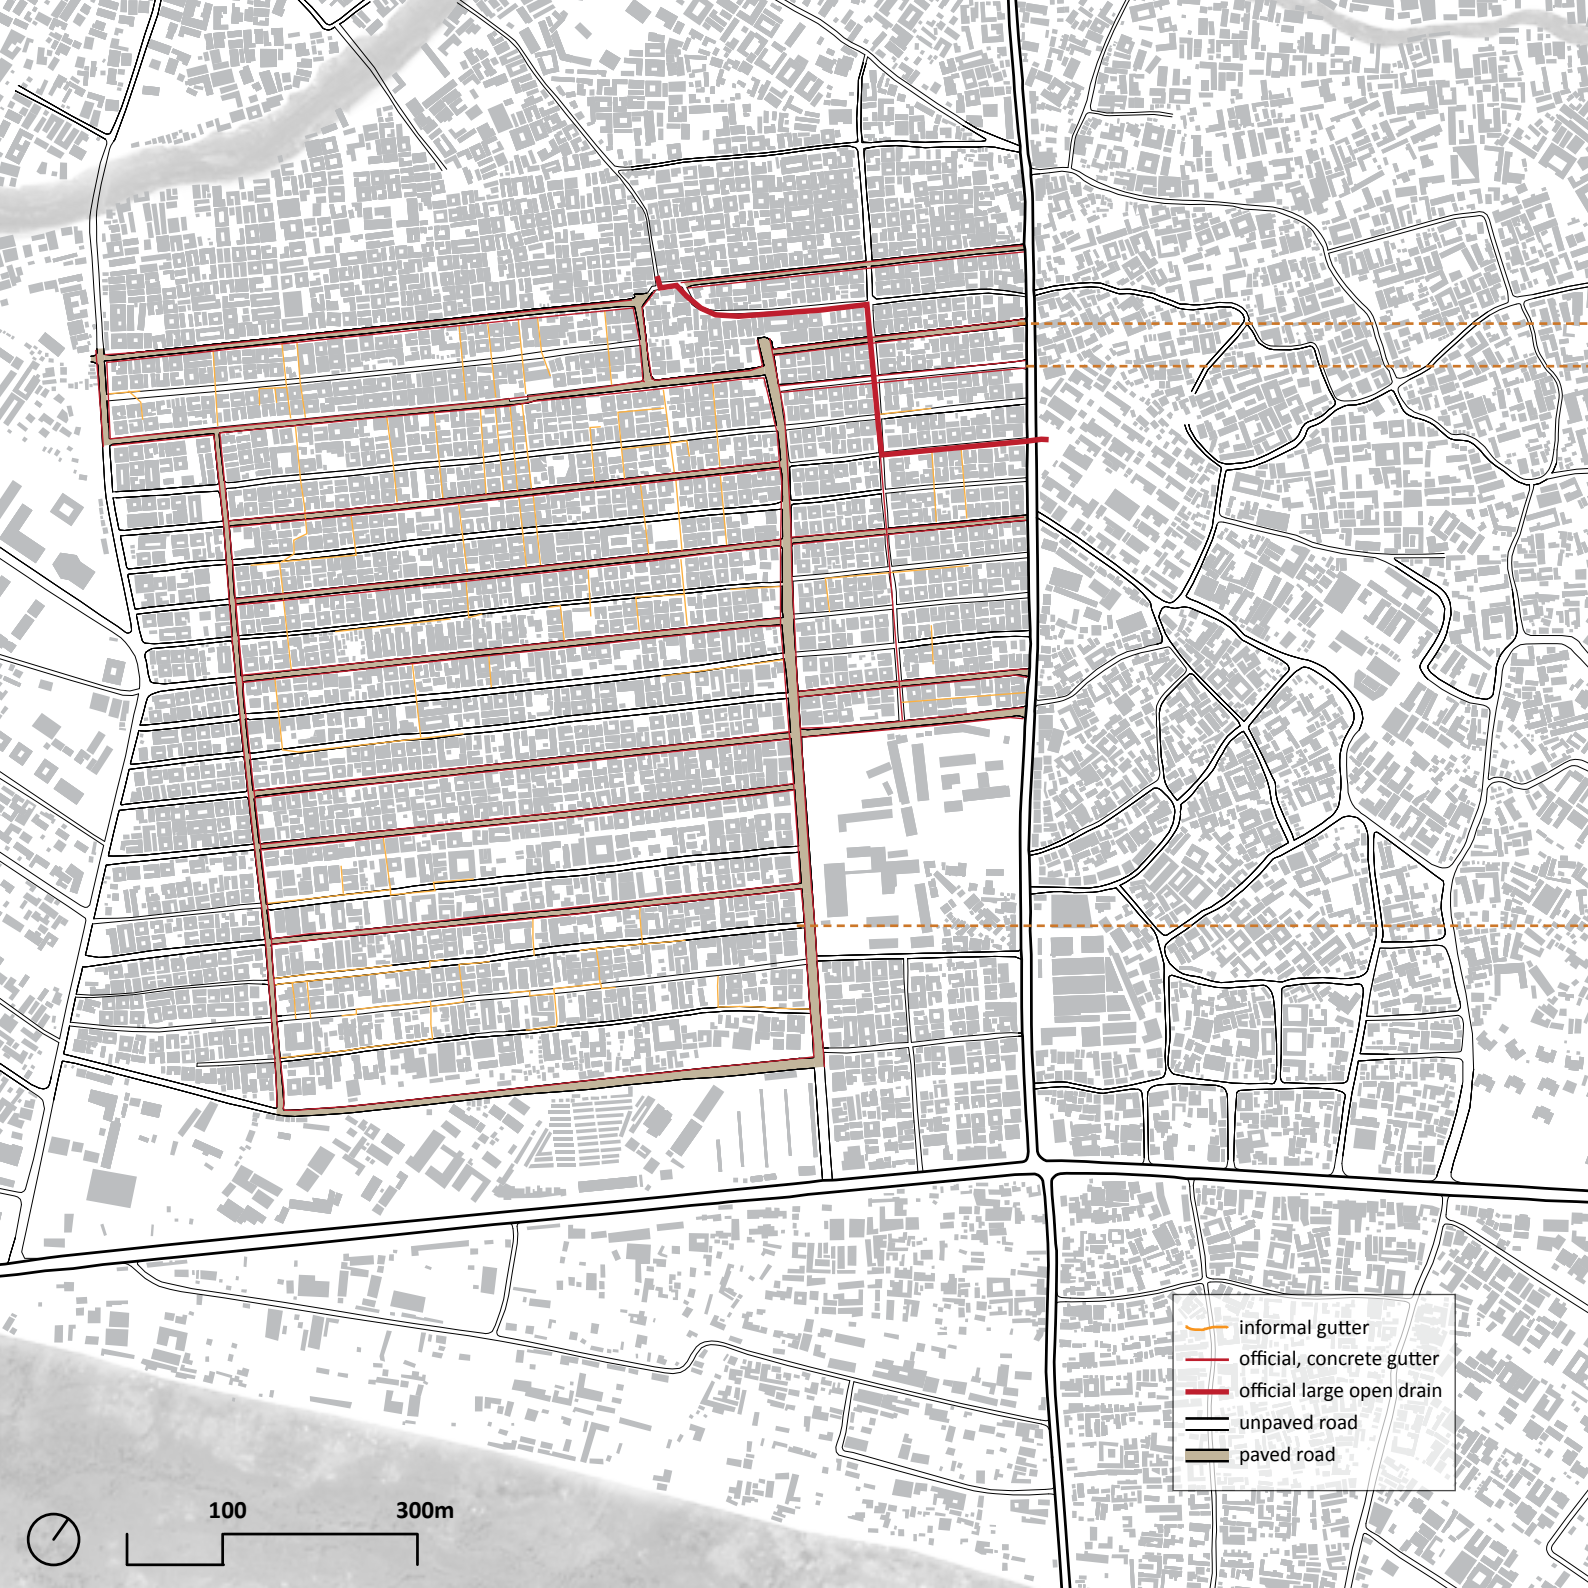 informal gutter
official, concrete gutter
official large open drain
unpaved road
paved road
100 300m